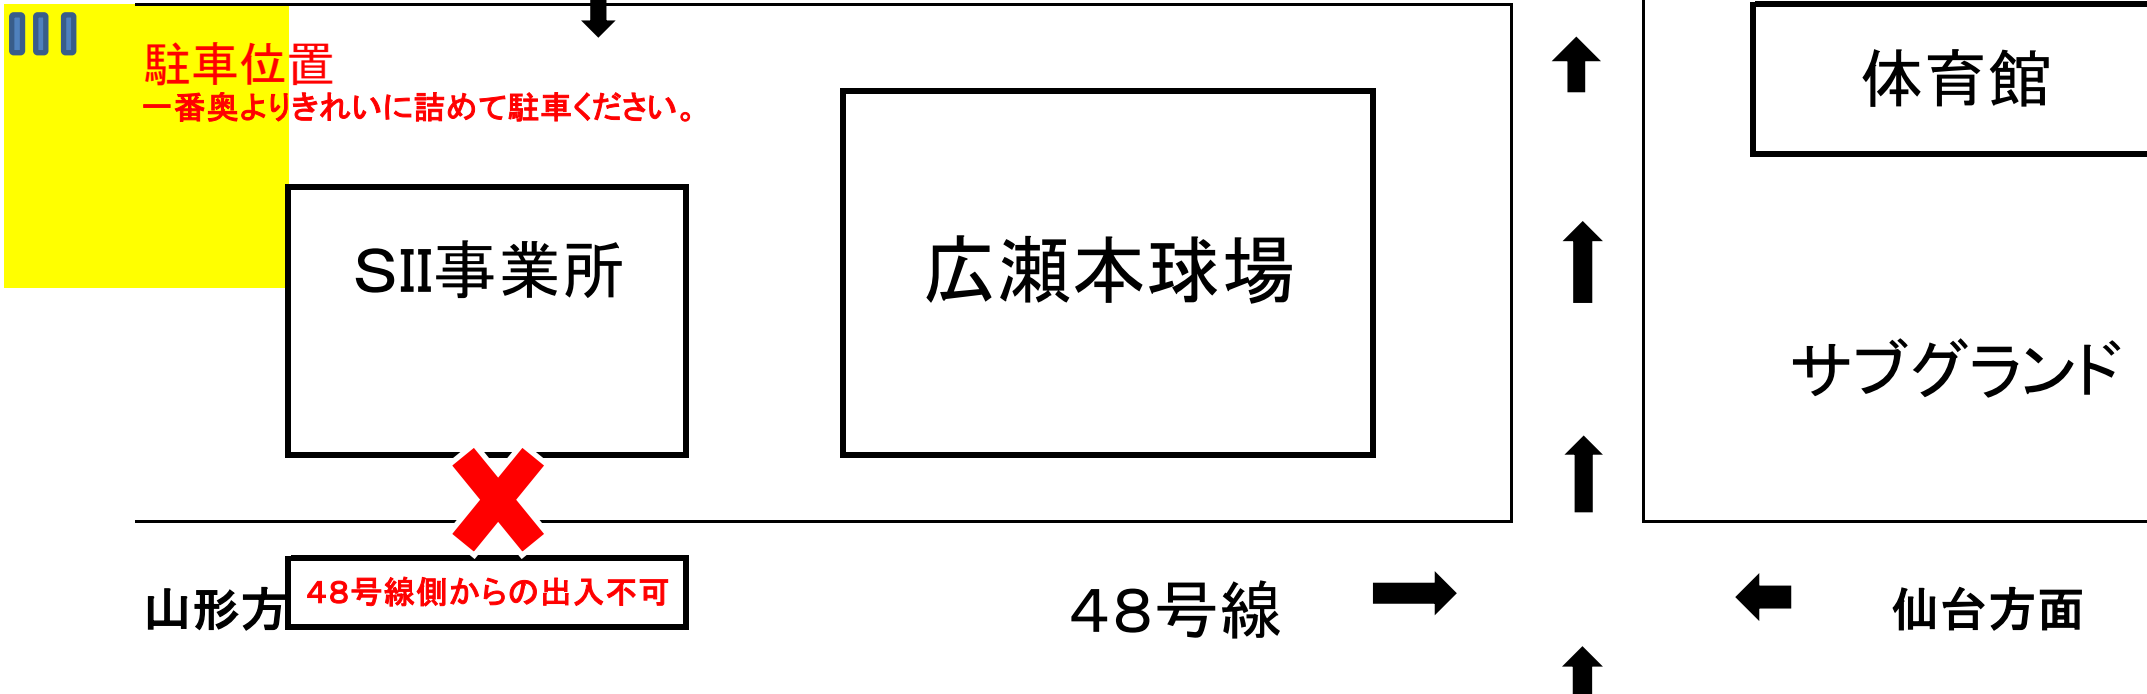 駐車位置
一番奥よりきれいに詰めて駐車ください。
体育館
SII事業所
広瀬本球場
サブグランド
48号線側からの出入不可
山形方
48号線
仙台方面